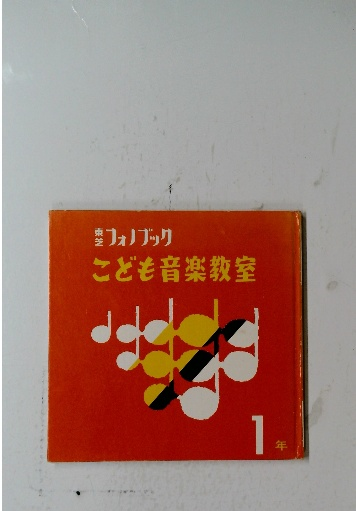 東芝フォノブック
こども音楽教室
1年